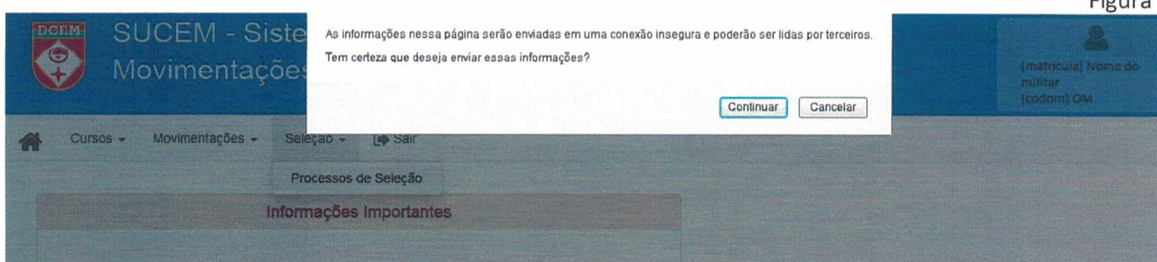 Figura
DCEM
SUCEM - Siste
Movimentações
As informações nessa página serão enviadas em uma conexão insegura e poderão ser lidas por terceiros.
Tem certeza que deseja enviar essas informações?
Continuar Cancelar
(matricula) Nome do
militar
(codom) OM
Cursos Movimentações Seleção Sair
Processos de Seleção
Informações Importantes